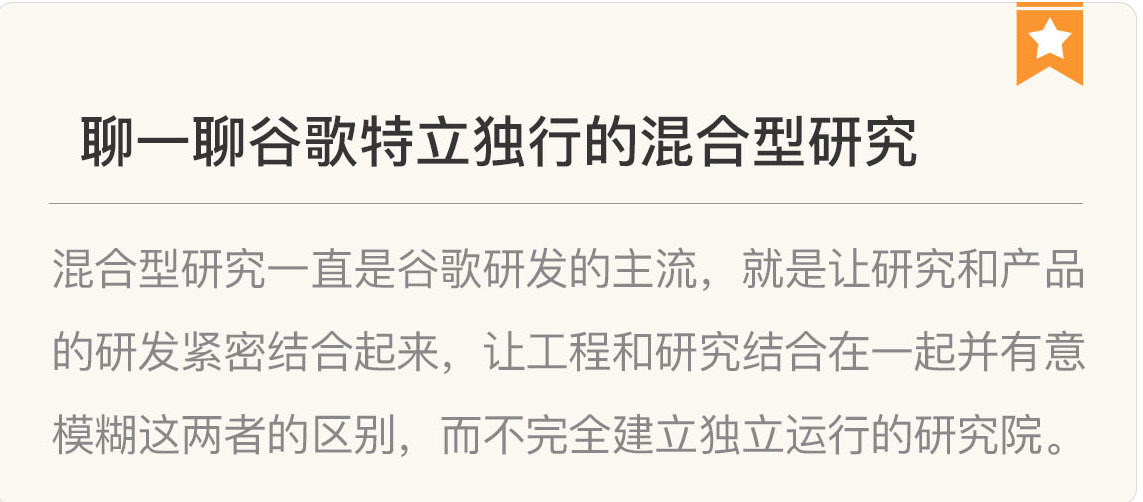 聊一聊谷歌特立独行的混合型研究
混合型研究一直是谷歌研发的主流，就是让研究和产品
的研发紧密结合起来，让工程和研究结合在一起并有意
模糊这两者的区别，而不完全建立独立运行的研究院。